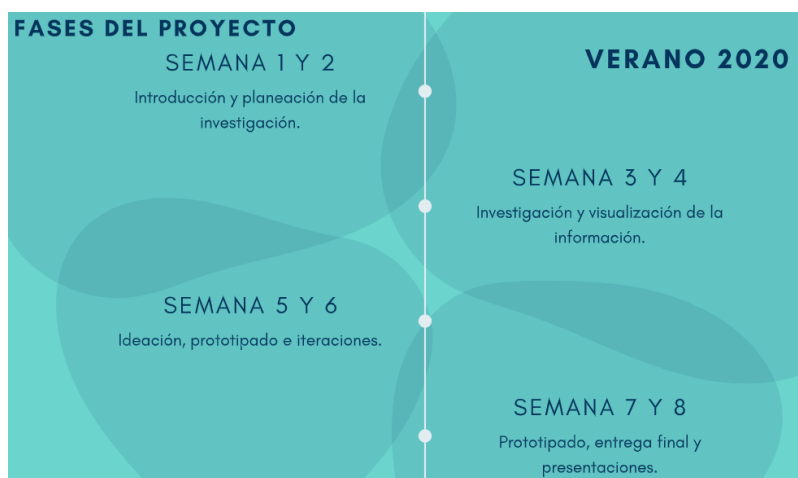 FASES DEL PROYECTO
VERANO 2020
SEMANA 1 Y 2
Introducción y planeación de la
investigación.
SEMANA 3 Y 4
Investigación y visualización de la
información.
SEMANA 5 Y 6
Ideación, prototipado e iteraciones.
SEMANA 7 Y 8
Prototipado, entrega final y
presentaciones.